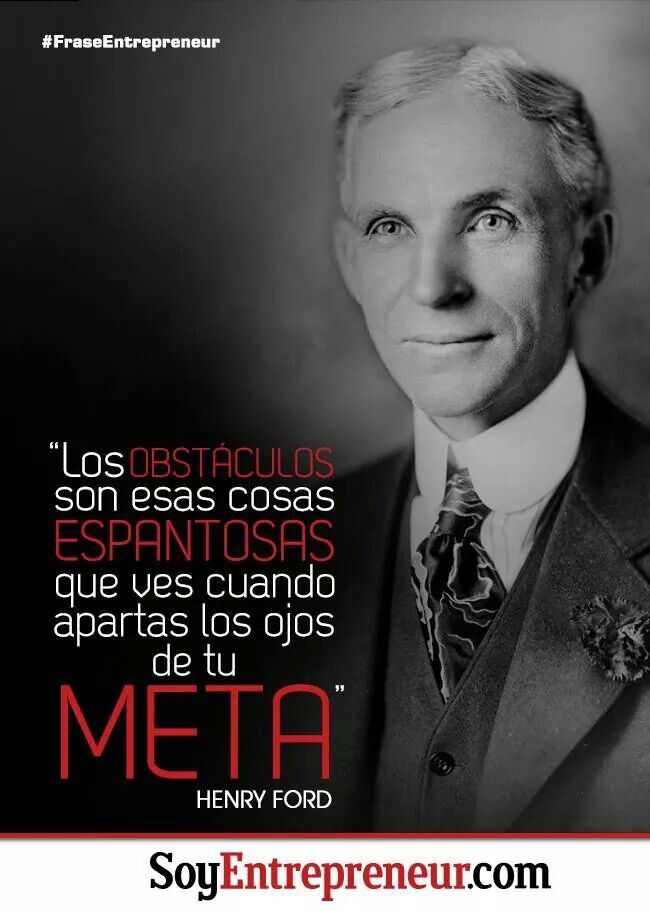 #FraseEntrepreneur
“Los OBSTÁCULOS
son esas cosas
ESPANTOSAS
que ves cuando
apartas los ojos
de tu
META”
HENRY FORD
SoyEntrepreneur.com